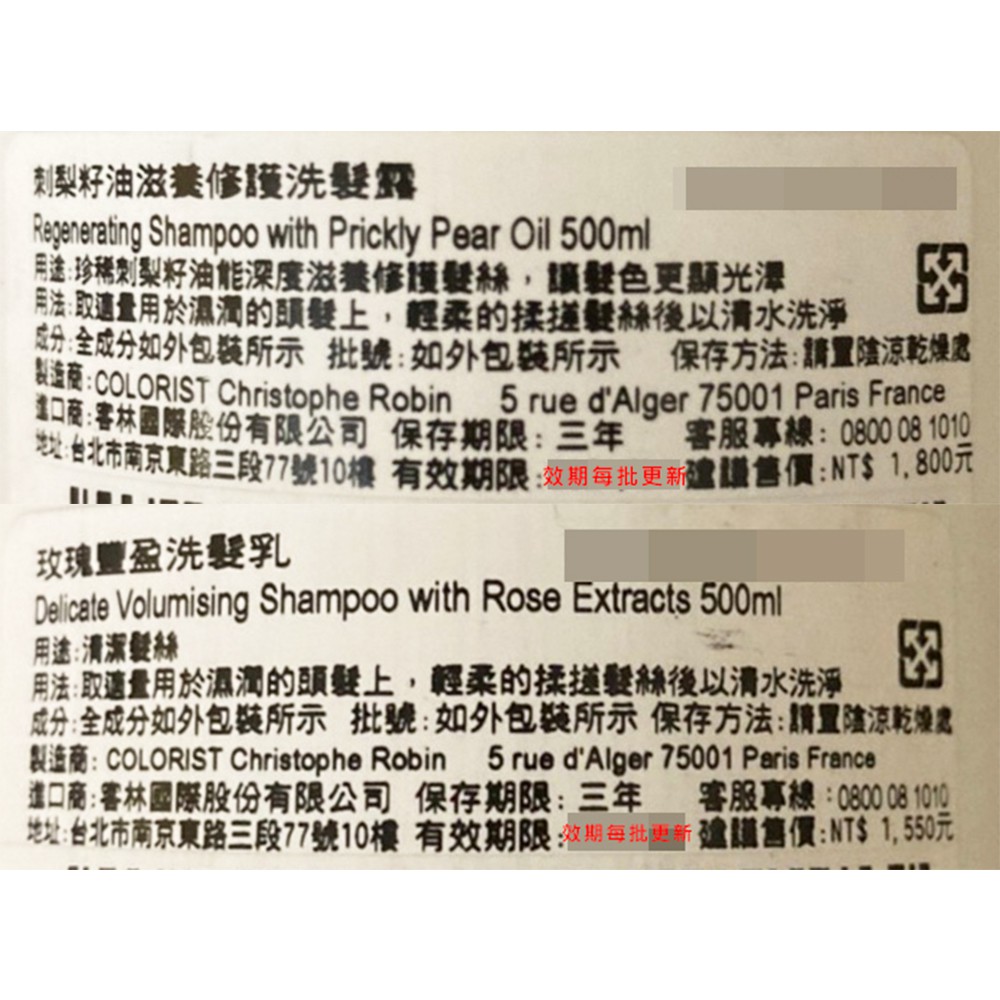 刺梨籽油滋養修護洗髮露
Regenerating Shampoo with Prickly Pear Oil 500ml
用途:珍稀刺梨籽油能深度滋養修護髮絲,讓髮色更顯光澤
用法:取適量用於濕潤的頭髮上,輕柔的揉搓髮絲後以清水洗淨
成分:全成分如外包裝所示 批號:如外包裝所示 保存方法:請置陰涼乾燥處
製造商:COLORIST Christophe Robin 5 rue d'Alger 75001 Paris France
進口商:客林國際股份有限公司 保存期限:三年 客服專線:0800 08 1010
地址:台北市南京東路三段77號10樓 有效期限:效期每批更新 建議售價:NT$ 1,800元
玫瑰豐盈洗髮乳
Delicate Volumising Shampoo with Rose Extracts 500ml
用途:清潔髮絲
用法:取適量用於濕潤的頭髮上,輕柔的揉搓髮絲後以清水洗淨
成分:全成分如外包裝所示 批號:如外包裝所示 保存方法:請置陰涼乾燥處
製造商: COLORIST Christophe Robin 5 rue d'Alger 75001 Paris France
進口商:客林國際股份有限公司 保存期限:三年 客服專線:0800 08 1010
地址:台北市南京東路三段77號10樓 有效期限:效期每批更新 建議售價:NT$ 1,550元